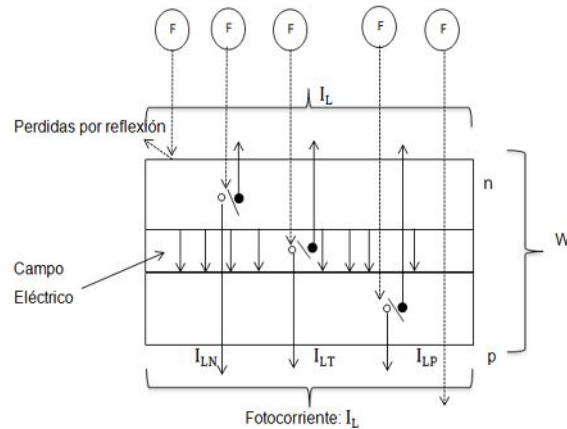 F F F F F
I_L
Perdidas por reflexión
n
W
Campo
Eléctrico
I_LN I_LT I_LP p
Fotocorriente: I_L